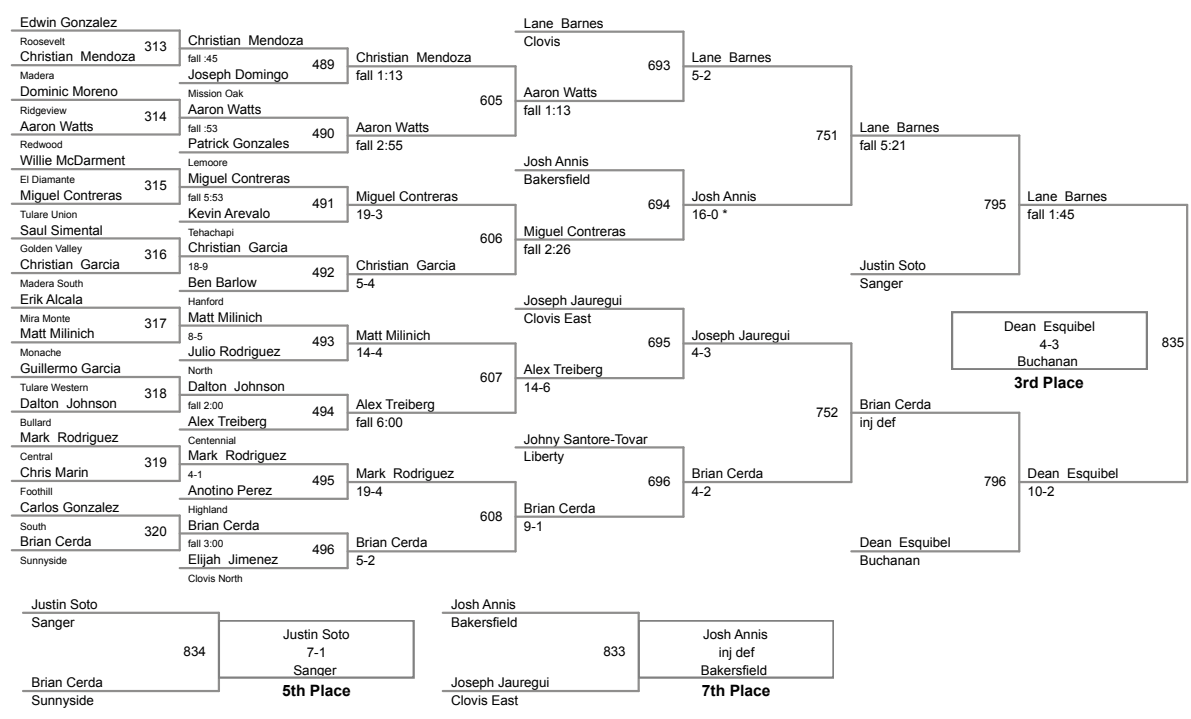 Edwin Gonzalez
Roosevelt
313
Christian Mendoza
Madera
Dominic Moreno
Ridgeview
314
Aaron Watts
Redwood
Willie McDarment
El Diamante
315
Miguel Contreras
Tulare Union
Saul Simental
Golden Valley
316
Christian Garcia
Madera South
Erik Alcala
Mira Monte
317
Matt Milinich
Monache
Guillermo Garcia
Tulare Western
318
Dalton Johnson
Bullard
Mark Rodriguez
Central
319
Chris Marin
Foothill
Carlos Gonzalez
South
320
Brian Cerda
Sunnyside
Christian Mendoza
fall :45
489
Joseph Domingo
Mission Oak
Aaron Watts
fall :53
490
Patrick Gonzales
Lemoore
Miguel Contreras
fall 5:53
491
Kevin Arevalo
Tehachapi
Christian Garcia
18-9
492
Ben Barlow
Hanford
Matt Milinich
8-5
493
Julio Rodriguez
North
Dalton Johnson
fall 2:00
494
Alex Treiberg
Centennial
Mark Rodriguez
4-1
495
Anotino Perez
Highland
Brian Cerda
fall 3:00
496
Elijah Jimenez
Clovis North
Christian Mendoza
fall 1:13
605
Aaron Watts
fall 2:55
Miguel Contreras
19-3
606
Christian Garcia
5-4
Matt Milinich
14-4
607
Alex Treiberg
fall 6:00
Mark Rodriguez
19-4
608
Brian Cerda
5-2
Lane Barnes
Clovis
693
Aaron Watts
fall 1:13
Josh Annis
Bakersfield
694
Miguel Contreras
fall 2:26
Joseph Jauregui
Clovis East
695
Alex Treiberg
14-6
Johny Santore-Tovar
Liberty
696
Brian Cerda
9-1
Lane Barnes
5-2
751
Josh Annis
16-0 *
Joseph Jauregui
4-3
752
Brian Cerda
4-2
Lane Barnes
fall 5:21
795
Justin Soto
Sanger
Brian Cerda
inj def
796
Dean Esquibel
Buchanan
Lane Barnes
fall 1:45
835
Dean Esquibel
10-2
Dean Esquibel
4-3
Buchanan
3rd Place
Justin Soto
Sanger
834
Brian Cerda
Sunnyside
Justin Soto
7-1
Sanger
5th Place
Josh Annis
Bakersfield
833
Joseph Jauregui
Clovis East
Josh Annis
inj def
Bakersfield
7th Place